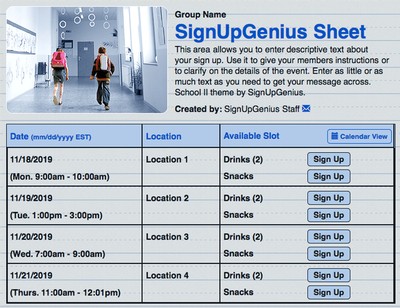 Group Name
SignUpGenius Sheet
This area allows you to enter descriptive text about
your sign up. Use it to give your members instructions or
to clarify on the details of the event. Enter as little or as
much text as you need to get your message across.
School II theme by SignUpGenius.
Created by: SignUpGenius Staff
Date (mm/dd/yyyy EST) Location Available Slot Calendar View
11/18/2019 Location 1 Drinks (2) Sign Up
(Mon. 9:00am - 10:00am) Snacks Sign Up
11/19/2019 Location 2 Drinks (2) Sign Up
(Tue. 1:00pm - 3:00pm) Snacks Sign Up
11/20/2019 Location 3 Drinks (2) Sign Up
(Wed. 7:00am - 9:00am) Snacks Sign Up
11/21/2019 Location 4 Drinks (2) Sign Up
(Thurs. 11:00am - 12:01pm) Snacks Sign Up